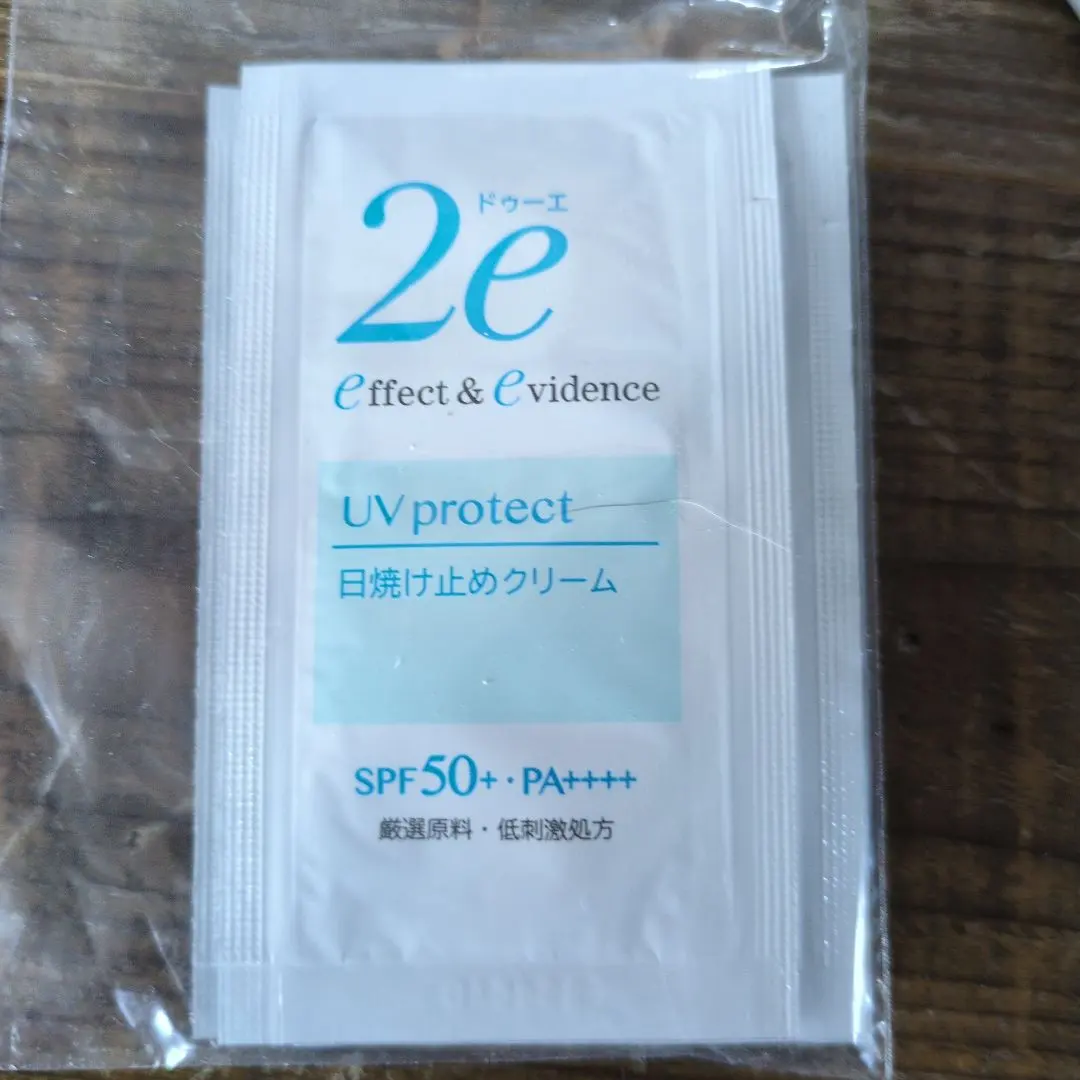 ドゥーエ
2e
effect & evidence
UV protect
日焼け止めクリーム
SPF50+・PA++++
厳選原料・低刺激処方